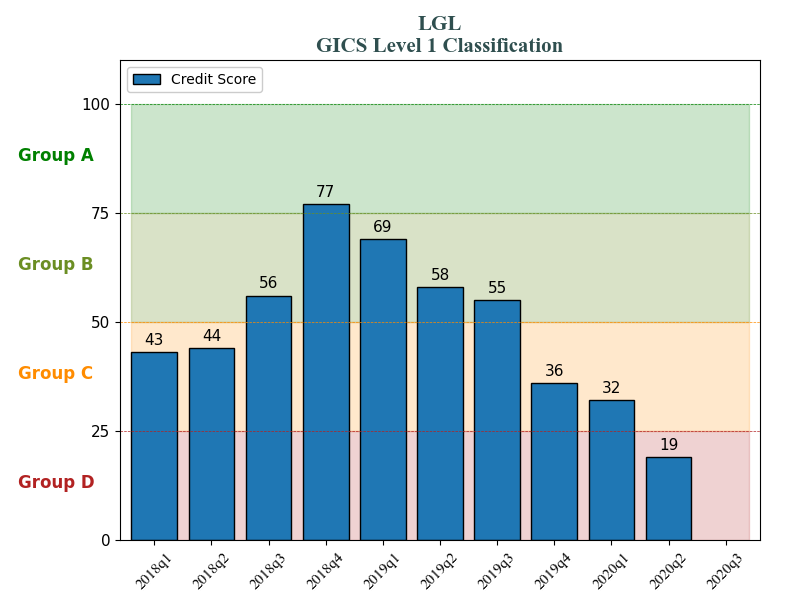 LGL
GICS Level 1 Classification
Credit Score
100
Group A
77
75
69
Group B
58
56
55
50
44
43
Group C
36
32
25
19
Group D
0
2018q1 2018q2 2018q3 2018q4 2019q1 2019q2 2019q3 2019q4 2020q1 2020q2 2020q3